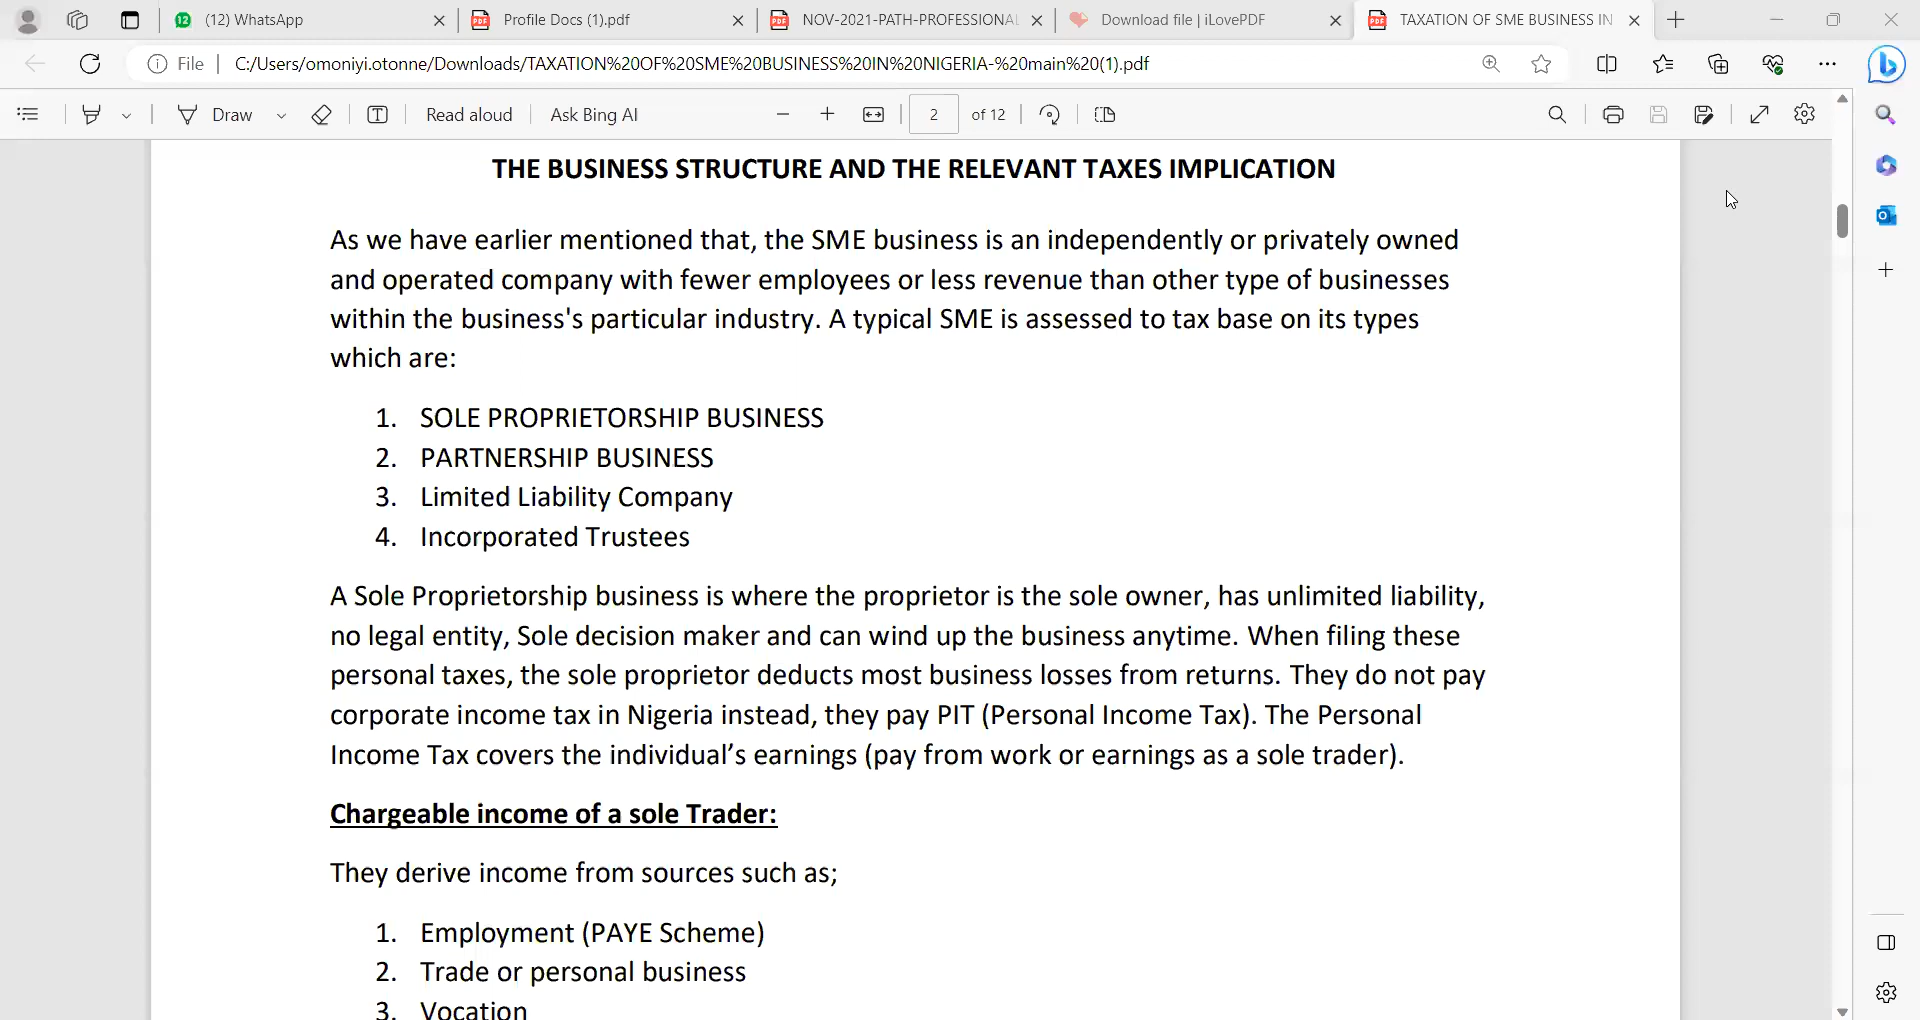 12
(12) WhatsApp
Profile Docs (1).pdf
NOV-2021-PATH-PROFESSIONAL
Download file | iLovePDF
TAXATION OF SME BUSINESS IN
File
C:/Users/omoniyi.otonne/Downloads/TAXATION%20OF%20SME%20BUSINESS%20IN%20NIGERIA-%20main%20(1).pdf
Draw
Read aloud
Ask Bing AI
2
of 12
THE BUSINESS STRUCTURE AND THE RELEVANT TAXES IMPLICATION
As we have earlier mentioned that, the SME business is an independently or privately owned
and operated company with fewer employees or less revenue than other type of businesses
within the business's particular industry. A typical SME is assessed to tax base on its types
which are:
1. SOLE PROPRIETORSHIP BUSINESS
2. PARTNERSHIP BUSINESS
3. Limited Liability Company
4. Incorporated Trustees
A Sole Proprietorship business is where the proprietor is the sole owner, has unlimited liability,
no legal entity, Sole decision maker and can wind up the business anytime. When filing these
personal taxes, the sole proprietor deducts most business losses from returns. They do not pay
corporate income tax in Nigeria instead, they pay PIT (Personal Income Tax). The Personal
Income Tax covers the individual’s earnings (pay from work or earnings as a sole trader).
Chargeable income of a sole Trader:
They derive income from sources such as;
1. Employment (PAYE Scheme)
2. Trade or personal business
3. Vocation